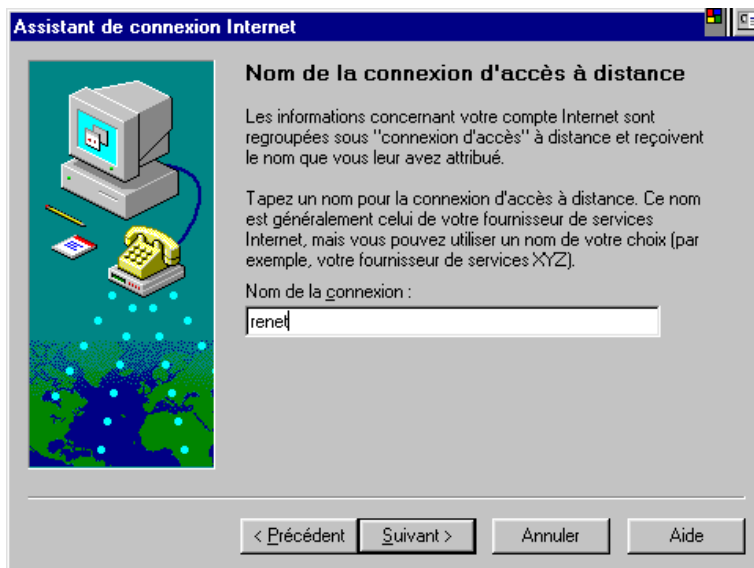 Assistant de connexion Internet
Nom de la connexion d'accès à distance
Les informations concernant votre compte Internet sont
regroupées sous "connexion d'accès" à distance et reçoivent
le nom que vous leur avez attribué.
Tapez un nom pour la connexion d'accès à distance. Ce nom
est généralement celui de votre fournisseur de services
Internet, mais vous pouvez utiliser un nom de votre choix (par
exemple, votre fournisseur de services XYZ).
Nom de la connexion :
renet
< Précédent Suivant > Annuler Aide